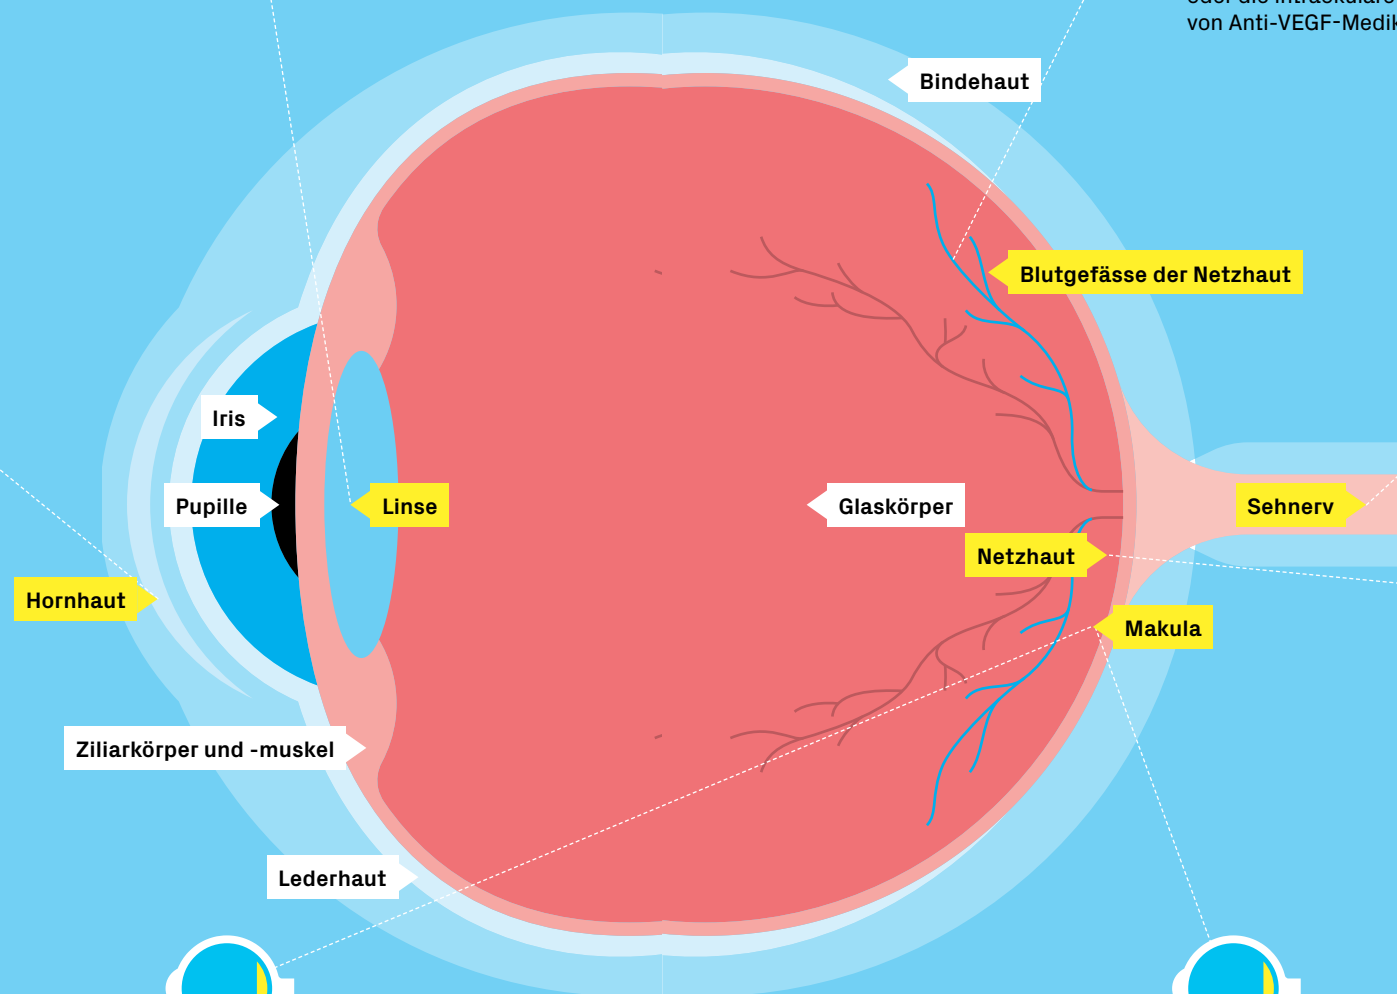 von Anti-VEGF-Medik
Bindehaut
Blutgefässe der Netzhaut
Iris
Pupille
Linse
Glaskörper
Sehnerv
Netzhaut
Hornhaut
Makula
Ziliarkörper und -muskel
Lederhaut